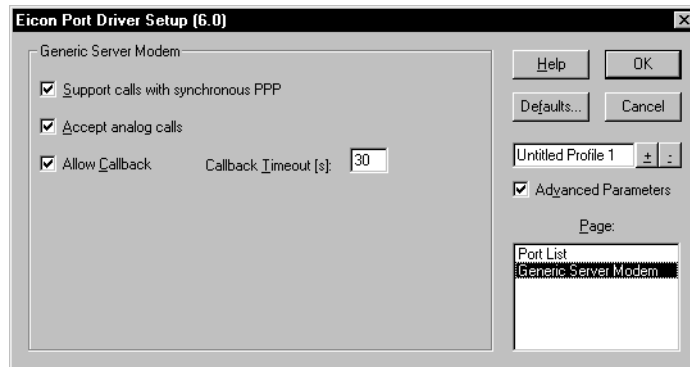 Eicon Port Driver Setup (6.0)
Generic Server Modem
Support calls with synchronous PPP
Accept analog calls
Allow Callback Callback Timeout [s]: 30
Help OK
Defaults... Cancel
Untitled Profile 1 + -
Advanced Parameters
Page:
Port List
Generic Server Modem